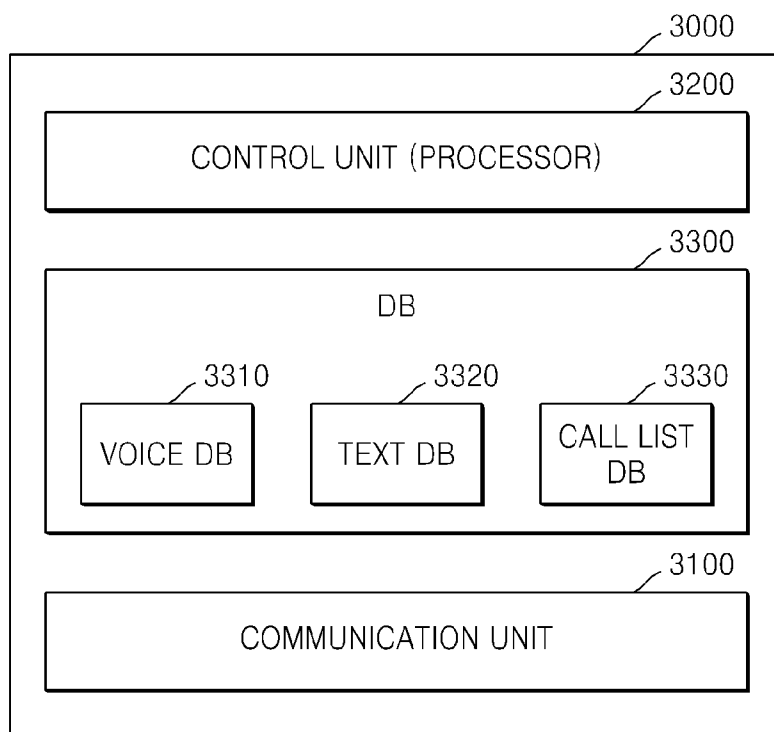 3000
3200
CONTROL UNIT (PROCESSOR)
3300
DB
3310
VOICE DB
3320
TEXT DB
3330
CALL LIST
DB
3100
COMMUNICATION UNIT